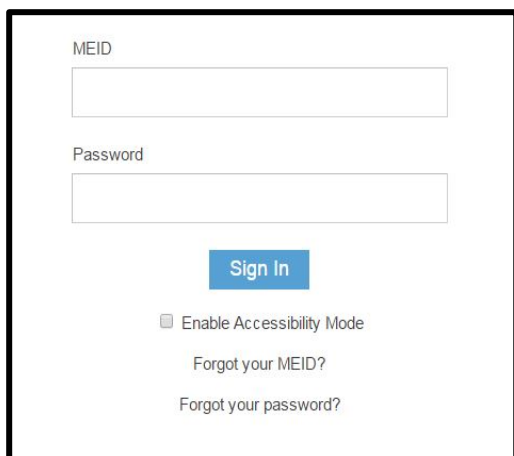 MEID
Password
Sign In
Enable Accessibility Mode
Forgot your MEID?
Forgot your password?